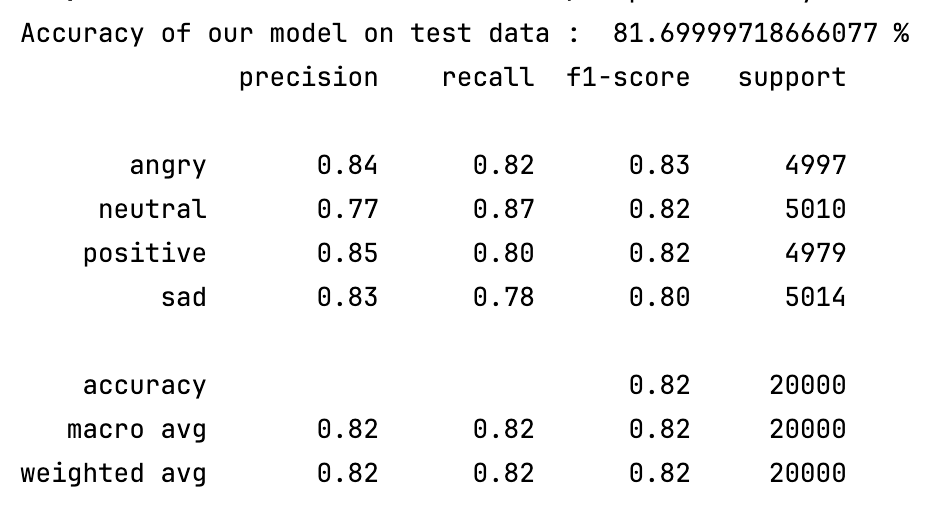 Accuracy of our model on test data :  81.69999718666077 %
              precision    recall  f1-score   support

       angry       0.84      0.82      0.83      4997
     neutral       0.77      0.87      0.82      5010
    positive       0.85      0.80      0.82      4979
         sad       0.83      0.78      0.80      5014

    accuracy                           0.82     20000
   macro avg       0.82      0.82      0.82     20000
weighted avg       0.82      0.82      0.82     20000